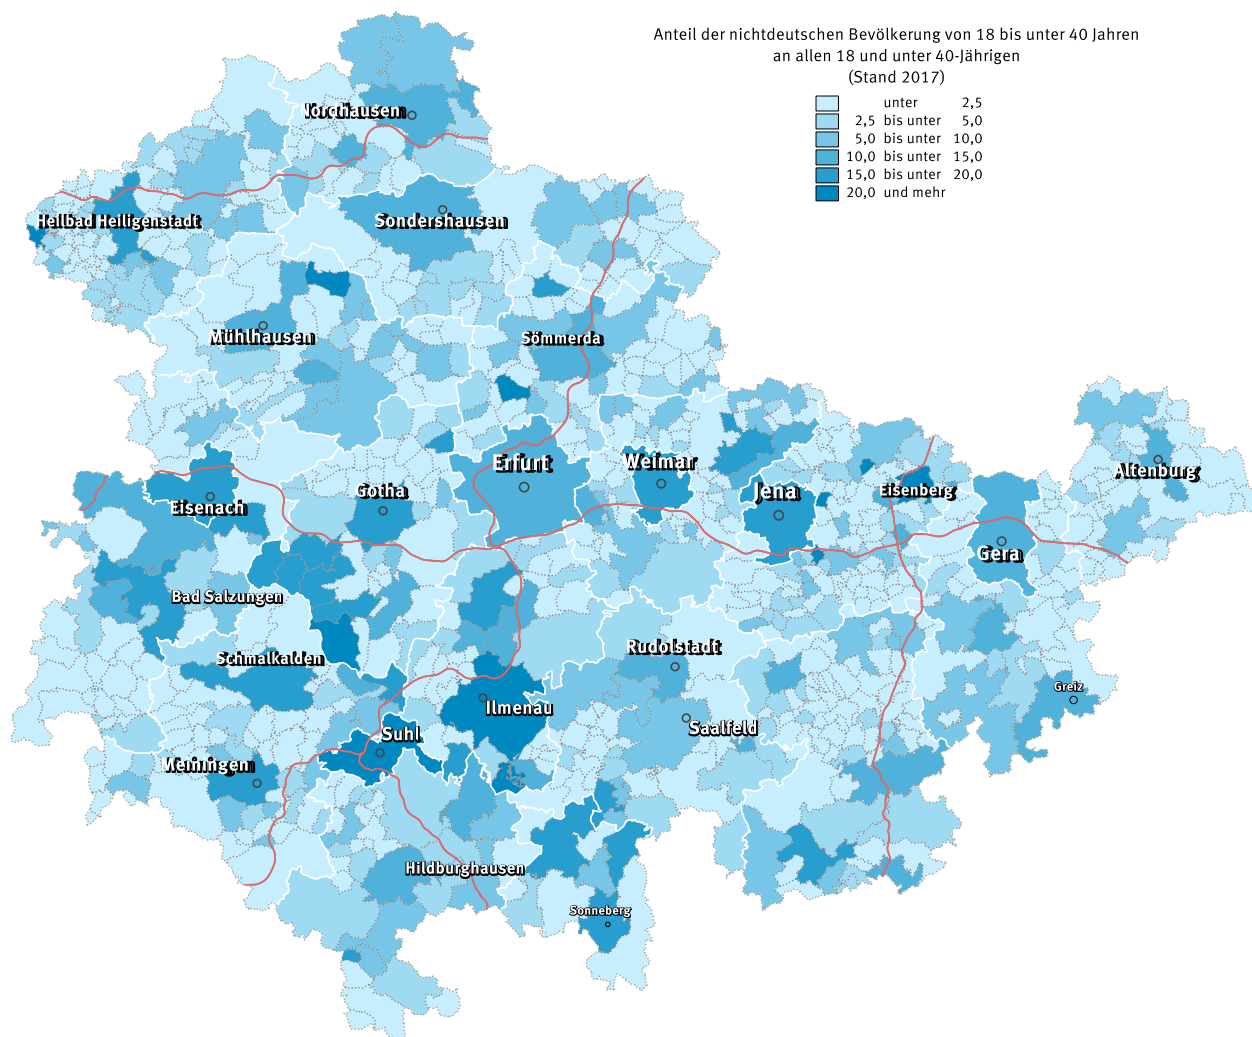 Anteil der nichtdeutschen Bevölkerung von 18 bis unter 40 Jahren
an allen 18 und unter 40-Jährigen
(Stand 2017)
unter 2,5
2,5 bis unter 5,0
5,0 bis unter 10,0
10,0 bis unter 15,0
15,0 bis unter 20,0
20,0 und mehr
Nordhausen
Heilbad Heiligenstadt
Sondershausen
Mühlhausen
Sömmerda
Erfurt
Weimar
Altenburg
Gotha
Jena
Eisenberg
Eisenach
Gera
Bad Salzungen
Rudolstadt
Schmalkalden
Greiz
Ilmenau
Saalfeld
Suhl
Meiningen
Hildburghausen
Sonneberg